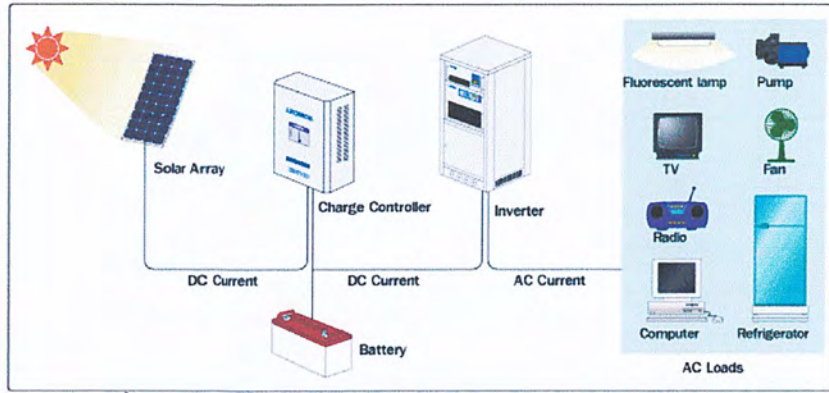 Fluorescent lamp
Pump
Solar Array
TV
Fan
Charge Controller
Inverter
Radio
DC Current
DC Current
AC Current
Computer
Refrigerator
Battery
AC Loads